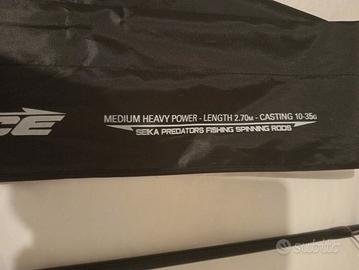 CE
MEDIUM HEAVY POWER - LENGTH 2.70M - CASTING 10-35G
SEIKA PREDATORS FISHING SPINNING RODS
subito